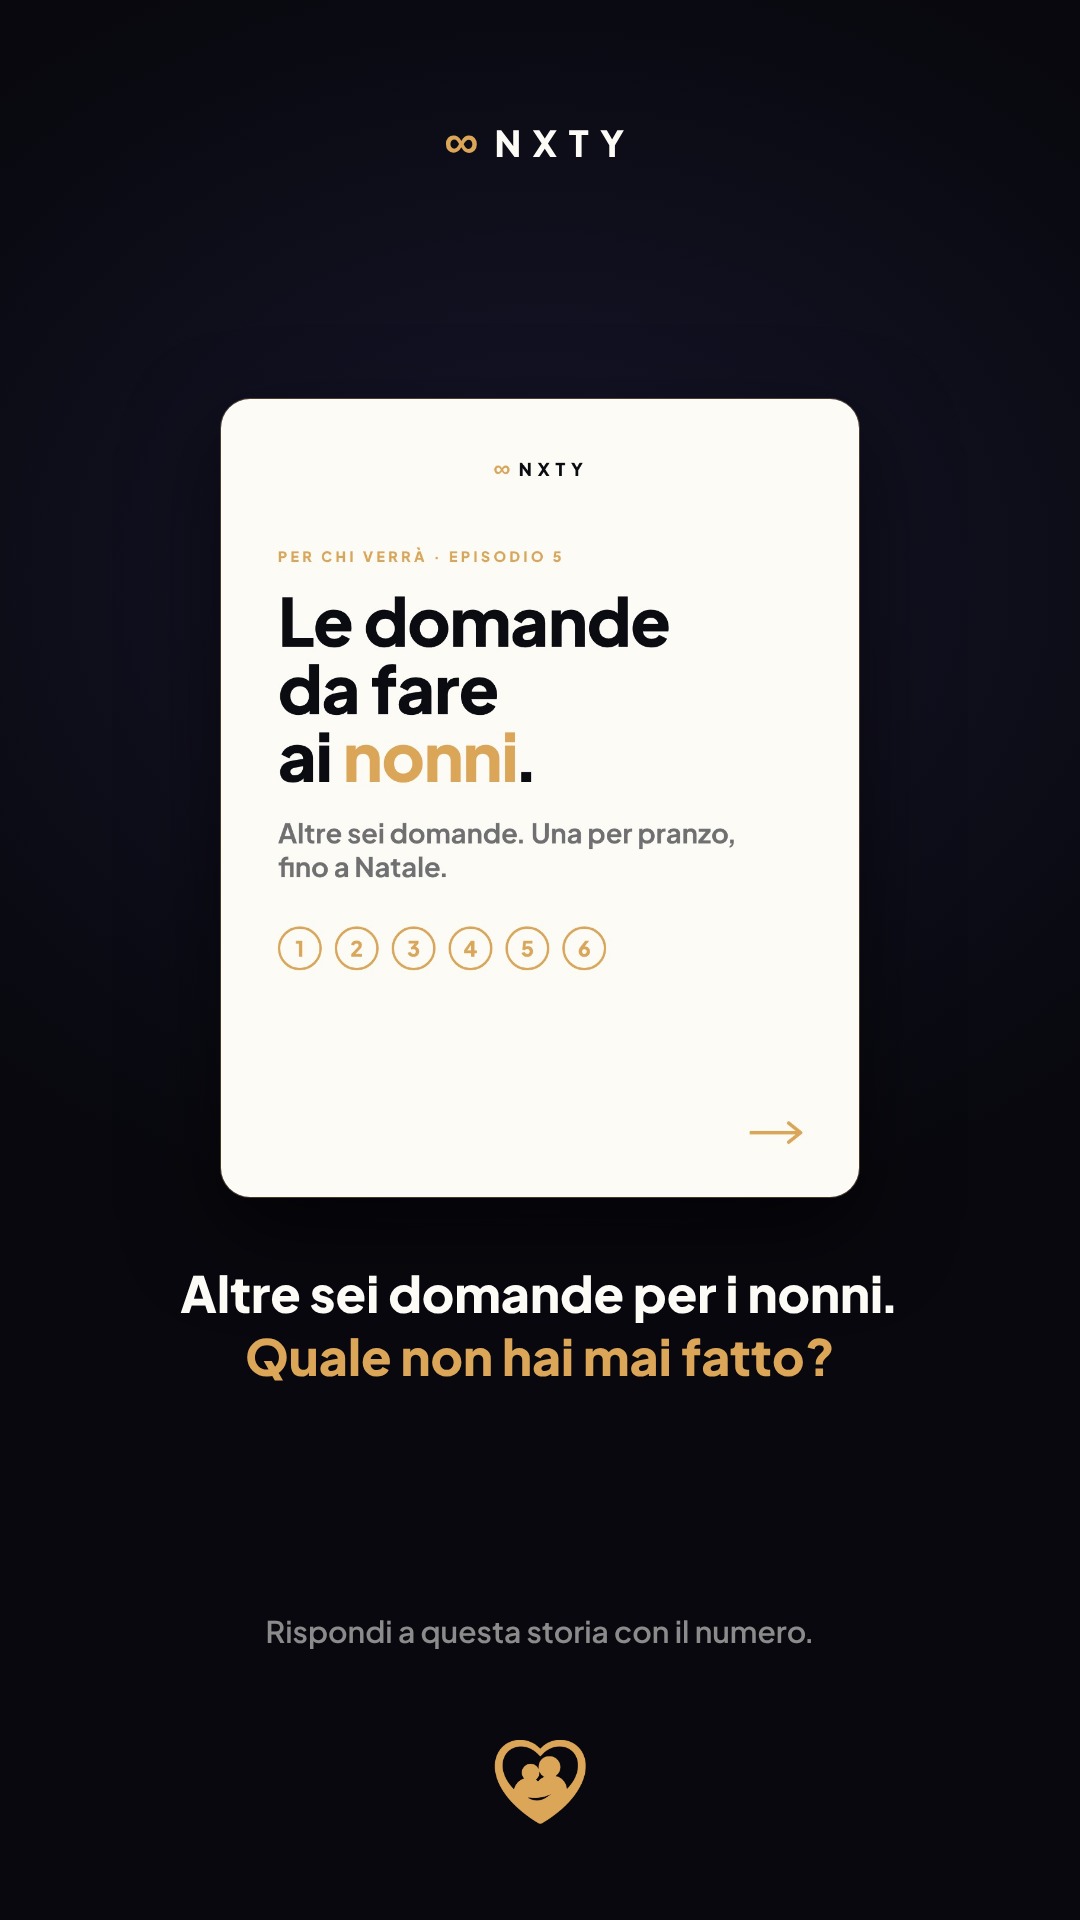 ∞ NXTY
∞ NXTY
PER CHI VERRÀ · EPISODIO 5
Le domande
da fare
ai nonni.
Altre sei domande. Una per pranzo,
fino a Natale.
1 2 3 4 5 6
Altre sei domande per i nonni.
Quale non hai mai fatto?
Rispondi a questa storia con il numero.